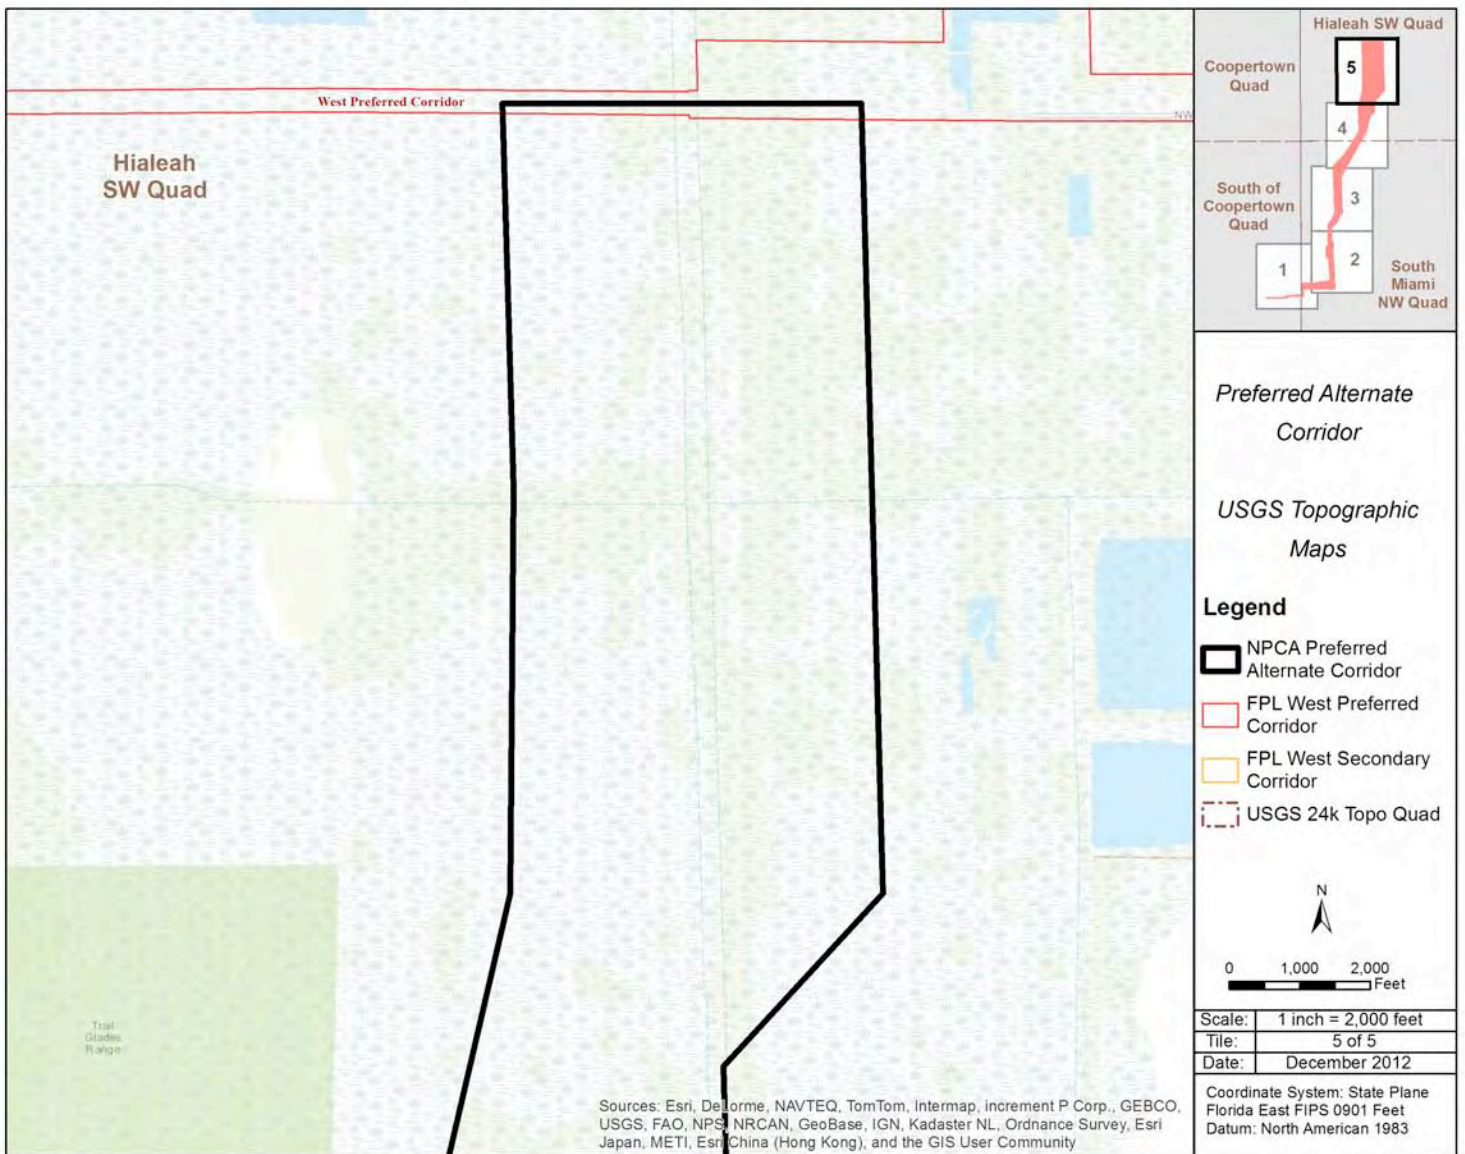 West Preferred Corridor
NW
Hialeah
SW Quad
Trail
Glades
Range
Sources: Esri, DeLorme, NAVTEQ, TomTom, Intermap, increment P Corp., GEBCO,
USGS, FAO, NPS, NRCAN, GeoBase, IGN, Kadaster NL, Ordnance Survey, Esri
Japan, METI, Esri China (Hong Kong), and the GIS User Community
Hialeah SW Quad
Coopertown
Quad
5
4
South of
Coopertown
Quad
3
1
2
South
Miami
NW Quad
Preferred Alternate
Corridor
USGS Topographic
Maps
Legend
NPCA Preferred
Alternate Corridor
FPL West Preferred
Corridor
FPL West Secondary
Corridor
USGS 24k Topo Quad
N
0 1,000 2,000
Feet
Scale: 1 inch = 2,000 feet
Tile: 5 of 5
Date: December 2012
Coordinate System: State Plane
Florida East FIPS 0901 Feet
Datum: North American 1983